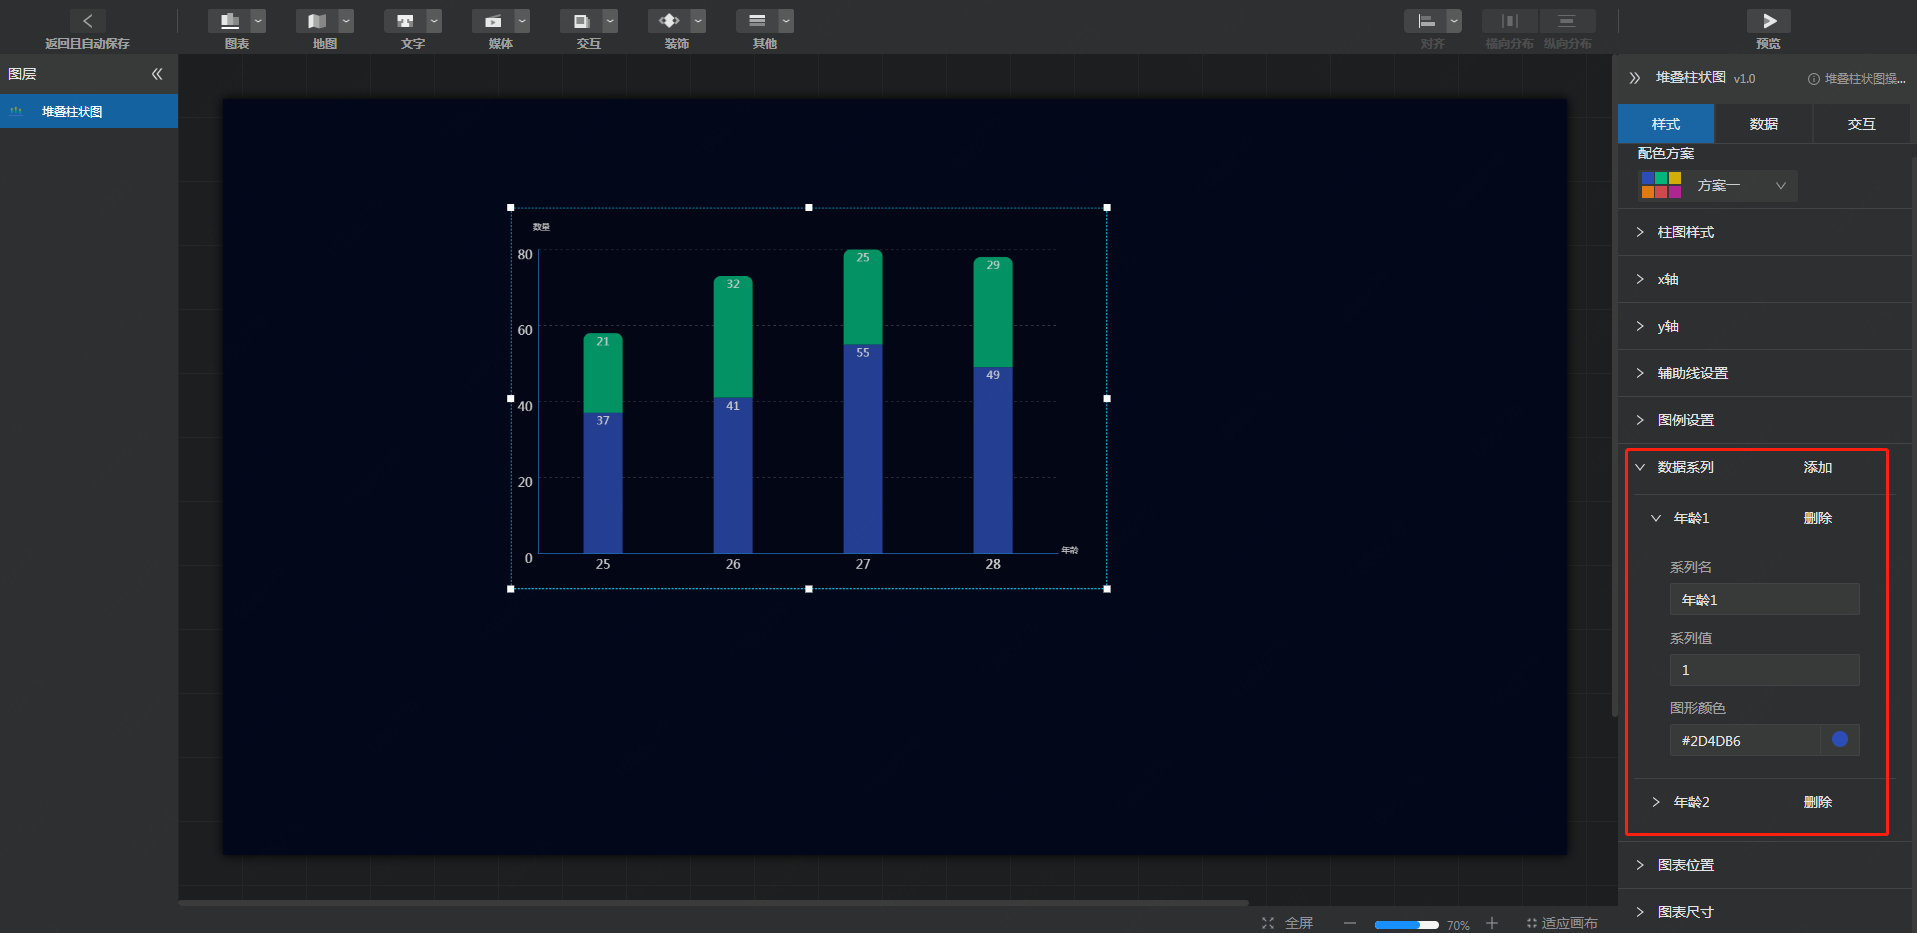 返回且自动保存
图表
地图
文字
媒体
交互
装饰
其他
对齐
横向分布
纵向分布
预览
图层
堆叠柱状图
数量
80
60
40
20
0
21
37
32
41
25
55
29
49
25
26
27
28
年龄
全屏
70%
适应画布
堆叠柱状图 v1.0
堆叠柱状图操...
样式
数据
交互
配色方案
方案一
柱图样式
x轴
y轴
辅助线设置
图例设置
数据系列 添加
年龄1 删除
系列名
年龄1
系列值
1
图形颜色
#2D4DB6
年龄2 删除
图表位置
图表尺寸